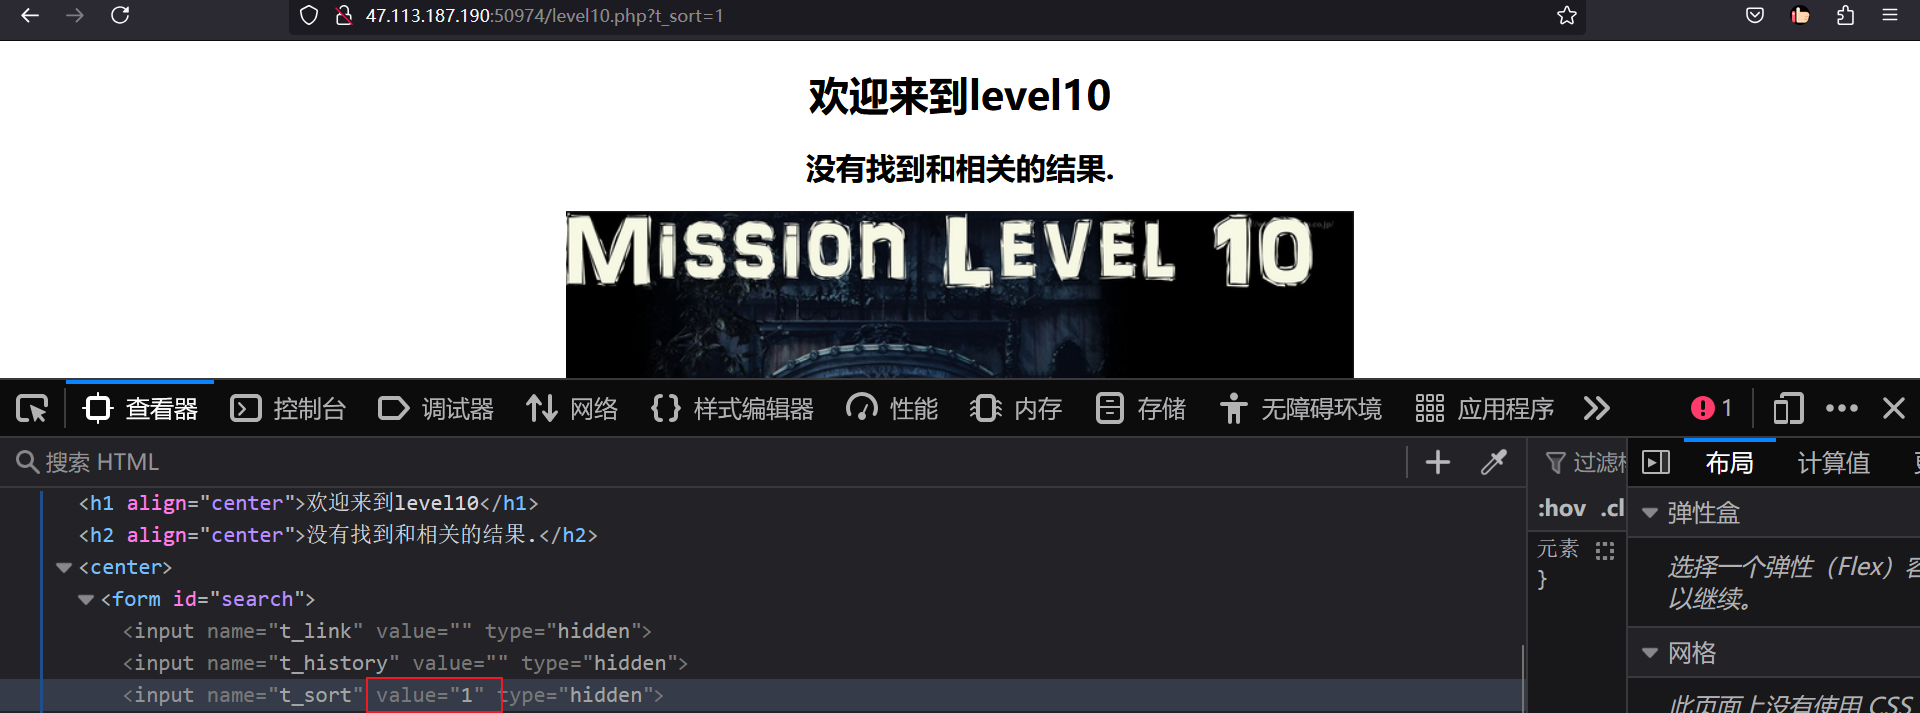 47.113.187.190:50974/level10.php?t_sort=1
欢迎来到level10
没有找到和相关的结果.
MISSION LEVEL 10
查看器 控制台 调试器 网络 样式编辑器 性能 内存 存储 无障碍环境 应用程序 1
搜索 HTML
过滤
布局 计算值
<h1 align="center">欢迎来到level10</h1>
<h2 align="center">没有找到和相关的结果.</h2>
<center>
<form id="search">
<input name="t_link" value="" type="hidden">
<input name="t_history" value="" type="hidden">
<input name="t_sort" value="1" type="hidden">
:hov .cl
元素
}
弹性盒
选择一个弹性（Flex）容
以继续。
网格
此页面上没有使用 CSS